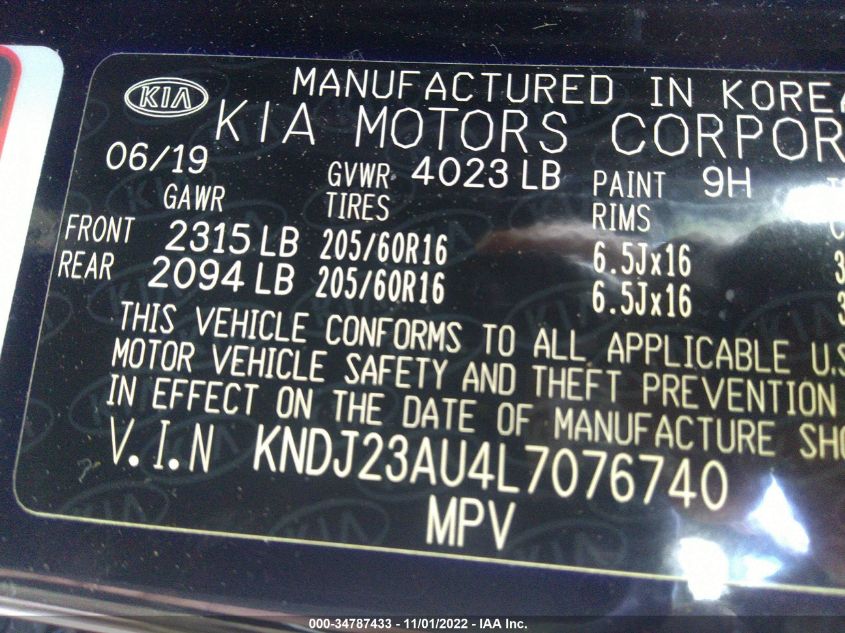 MANUFACTURED IN KOREA
KIA KIA MOTORS CORPOR
06/19 GVWR 4023 LB PAINT 9H
GAWR TIRES RIMS
FRONT 2315 LB 205/60R16 6.5Jx16 3
REAR 2094 LB 205/60R16 6.5Jx16 3
THIS VEHICLE CONFORMS TO ALL APPLICABLE U.S
MOTOR VEHICLE SAFETY AND THEFT PREVENTION
IN EFFECT ON THE DATE OF MANUFACTURE SHO
V.I.N KNDJ23AU4L7076740
MPV
000-34787433 - 11/01/2022 - IAA Inc.